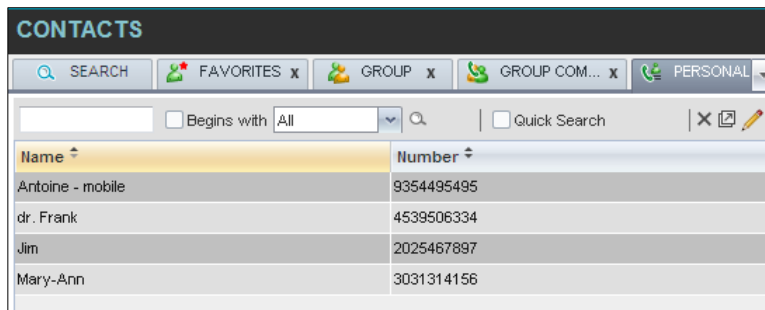 CONTACTS
SEARCH FAVORITES x GROUP x GROUP COM... x PERSONAL
Begins with All Quick Search
Name Number
Antoine - mobile 9354495495
dr. Frank 4539506334
Jim 2025467897
Mary-Ann 3031314156